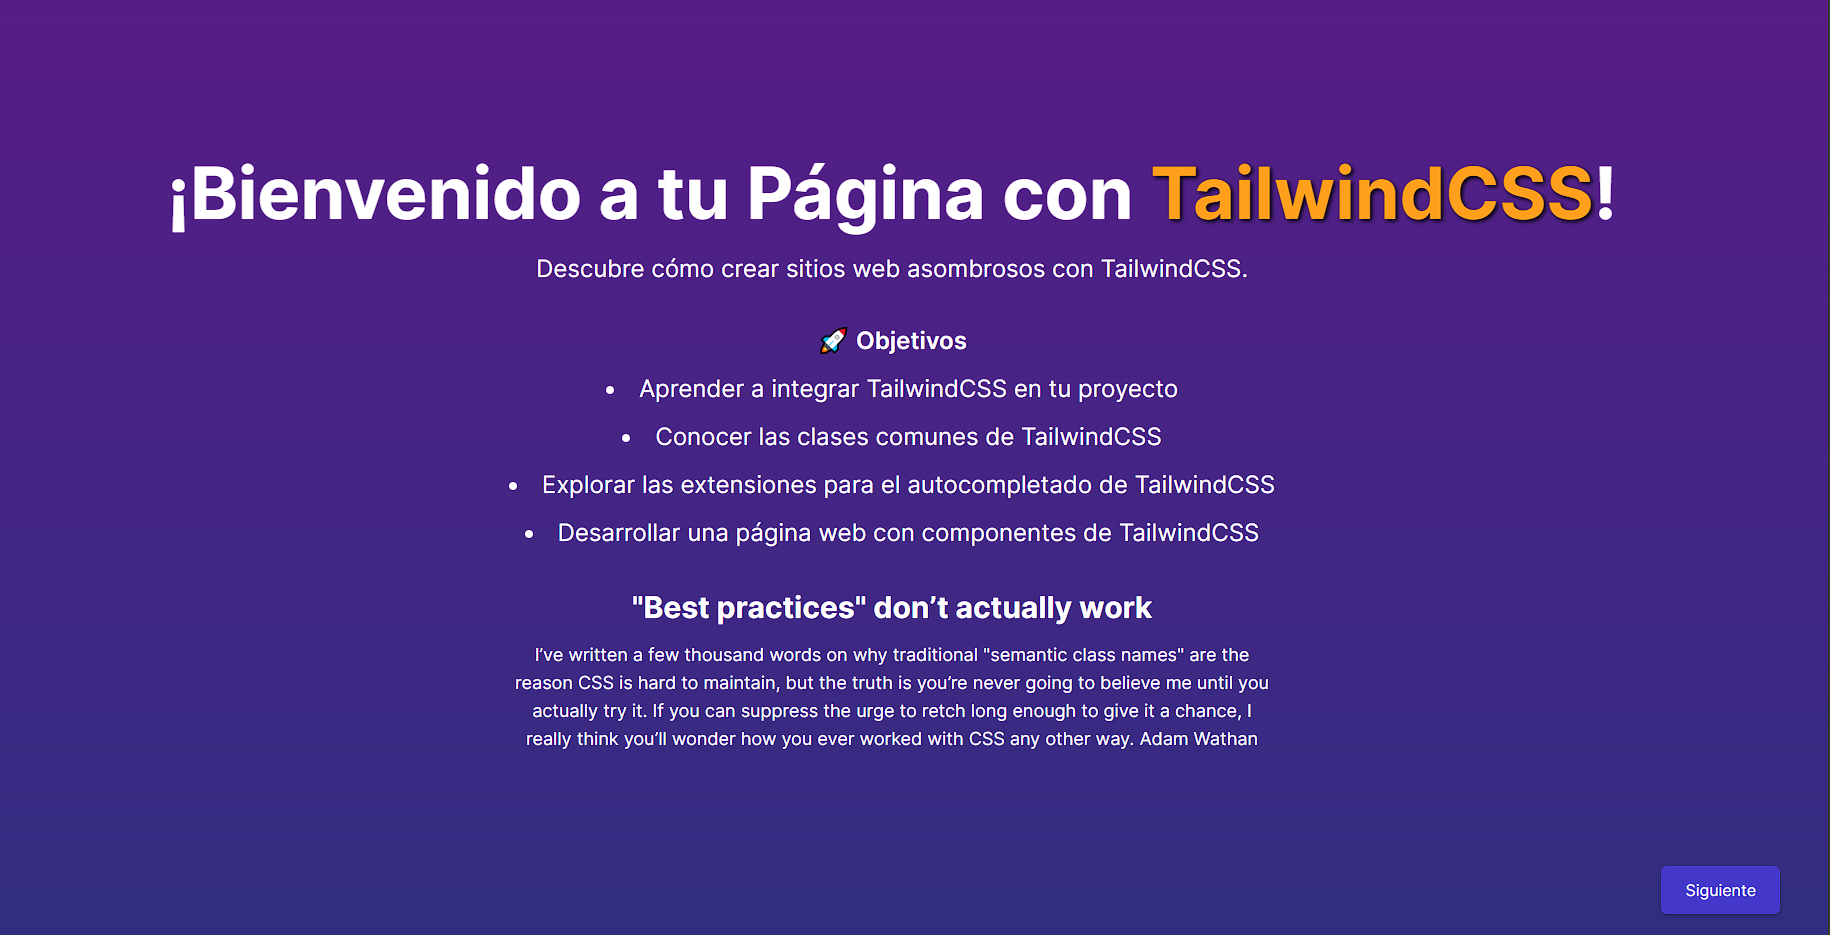 ¡Bienvenido a tu Página con TailwindCSS!
Descubre cómo crear sitios web asombrosos con TailwindCSS.
🚀 Objetivos
• Aprender a integrar TailwindCSS en tu proyecto
• Conocer las clases comunes de TailwindCSS
• Explorar las extensiones para el autocompletado de TailwindCSS
• Desarrollar una página web con componentes de TailwindCSS
"Best practices" don’t actually work
I’ve written a few thousand words on why traditional "semantic class names" are the
reason CSS is hard to maintain, but the truth is you’re never going to believe me until you
actually try it. If you can suppress the urge to retch long enough to give it a chance, I
really think you’ll wonder how you ever worked with CSS any other way. Adam Wathan
Siguiente